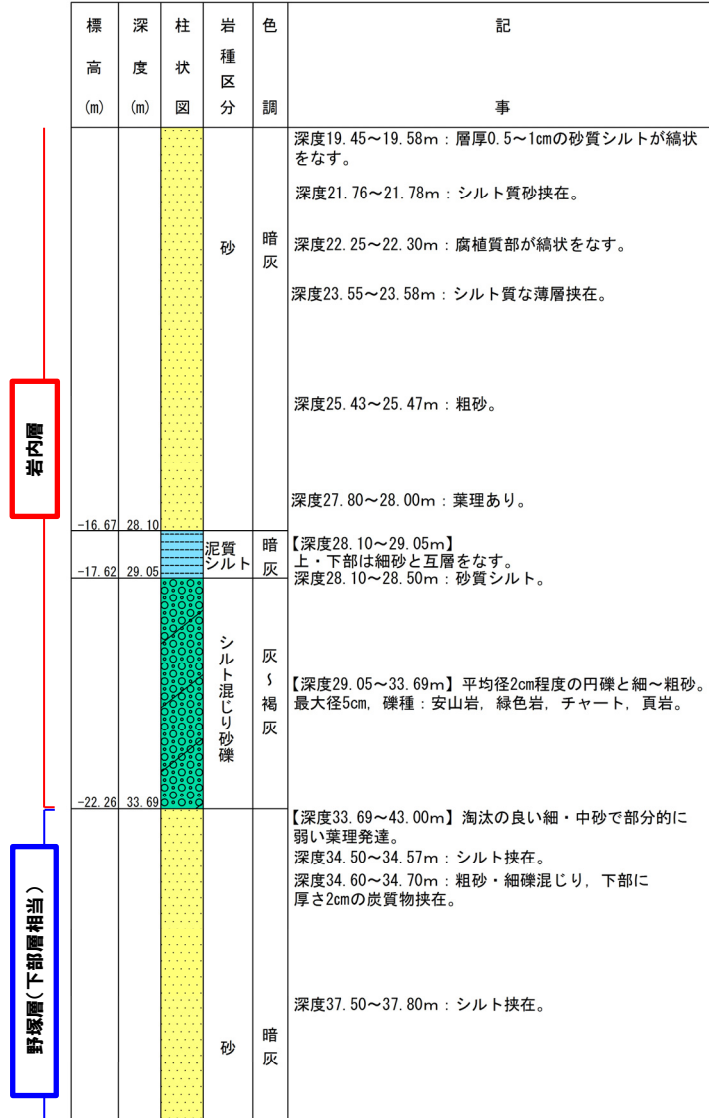 標高(m)
深度(m)
柱状図
岩種区分
色調
記事
岩内層
野塚層(下部層相当)
砂
暗灰
深度19.45～19.58m：層厚0.5～1cmの砂質シルトが縞状
をなす。
深度21.76～21.78m：シルト質砂挟在。
深度22.25～22.30m：腐植質部が縞状をなす。
深度23.55～23.58m：シルト質な薄層挟在。
深度25.43～25.47m：粗砂。
深度27.80～28.00m：葉理あり。
-16.67 28.10
泥質
シルト
暗灰
【深度28.10～29.05m】
上・下部は細砂と互層をなす。
深度28.10～28.50m：砂質シルト。
-17.62 29.05
シルト混じり砂礫
灰～褐灰
【深度29.05～33.69m】平均径2cm程度の円礫と細～粗砂。
最大径5cm, 礫種：安山岩, 緑色岩, チャート, 頁岩。
-22.26 33.69
【深度33.69～43.00m】淘汰の良い細・中砂で部分的に
弱い葉理発達。
深度34.50～34.57m：シルト挟在。
深度34.60～34.70m：粗砂・細礫混じり, 下部に
厚さ2cmの炭質物挟在。
深度37.50～37.80m：シルト挟在。
砂
暗灰